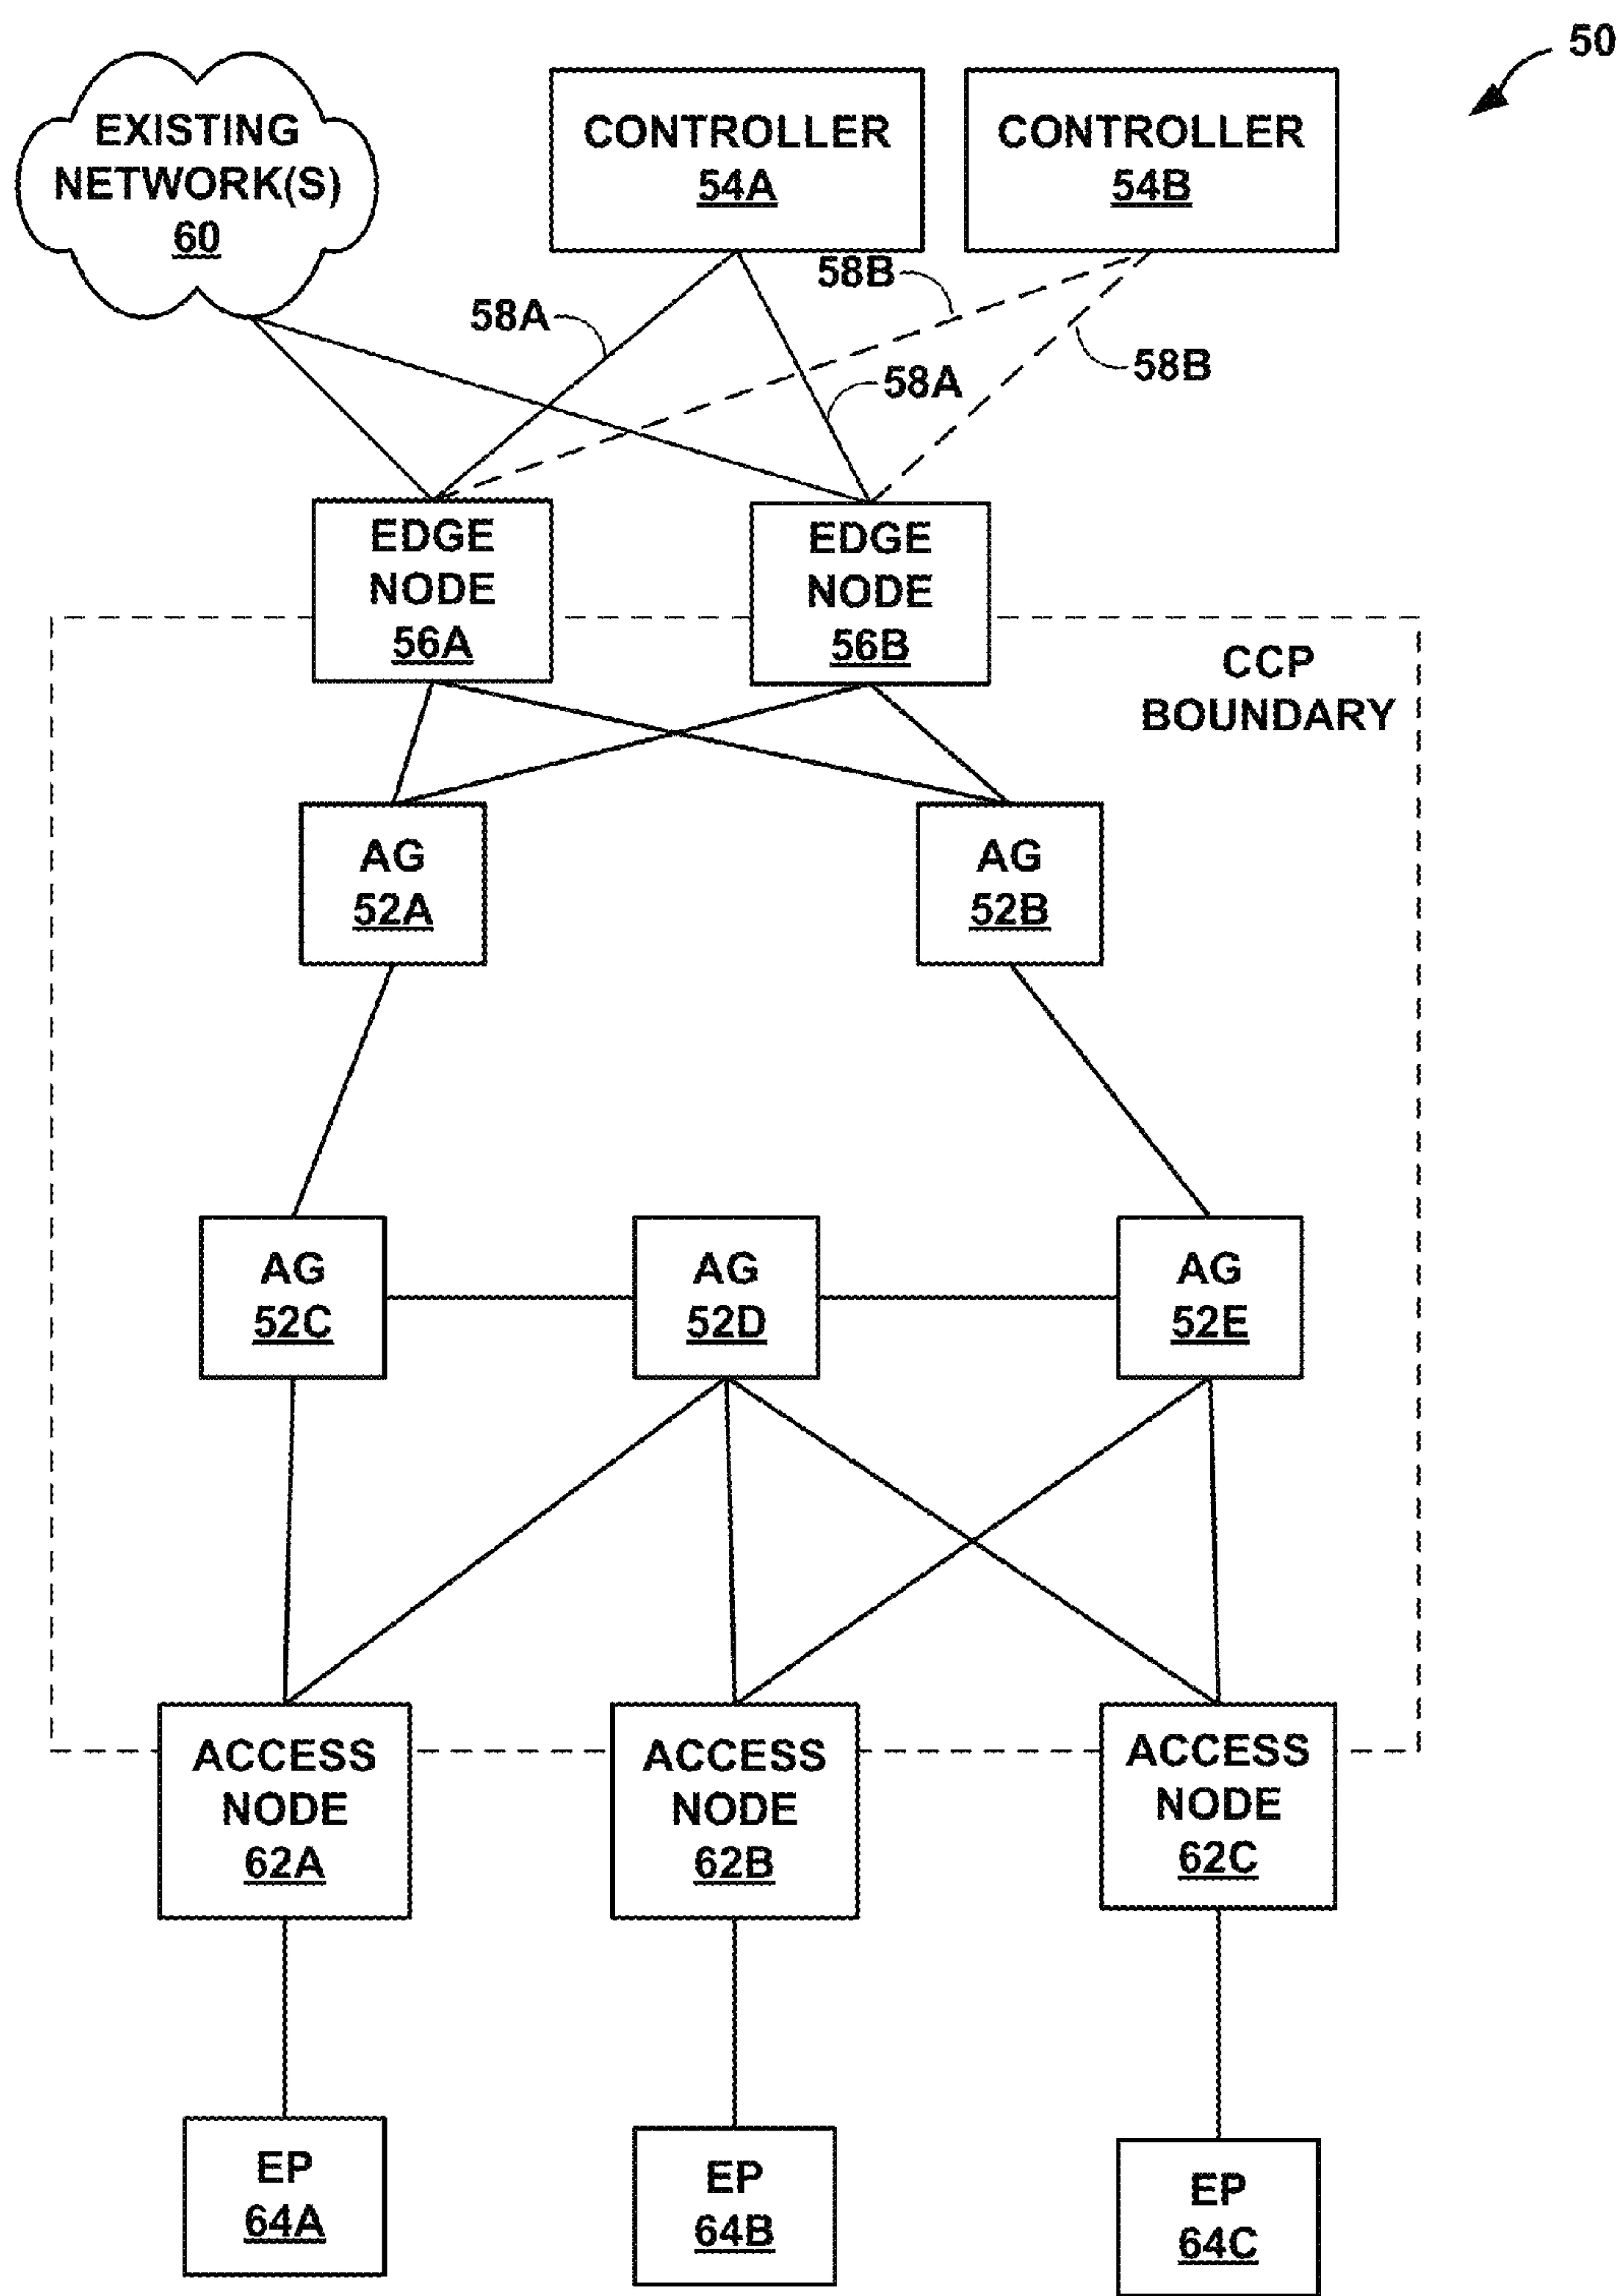 50
EXISTING
NETWORK(S)
60
CONTROLLER
54A
CONTROLLER
54B
58B
58A
58B
58A
EDGE
NODE
56A
EDGE
NODE
56B
CCP
BOUNDARY
AG
52A
AG
52B
AG
52C
AG
52D
AG
52E
ACCESS
NODE
62A
ACCESS
NODE
62B
ACCESS
NODE
62C
EP
64A
EP
64B
EP
64C